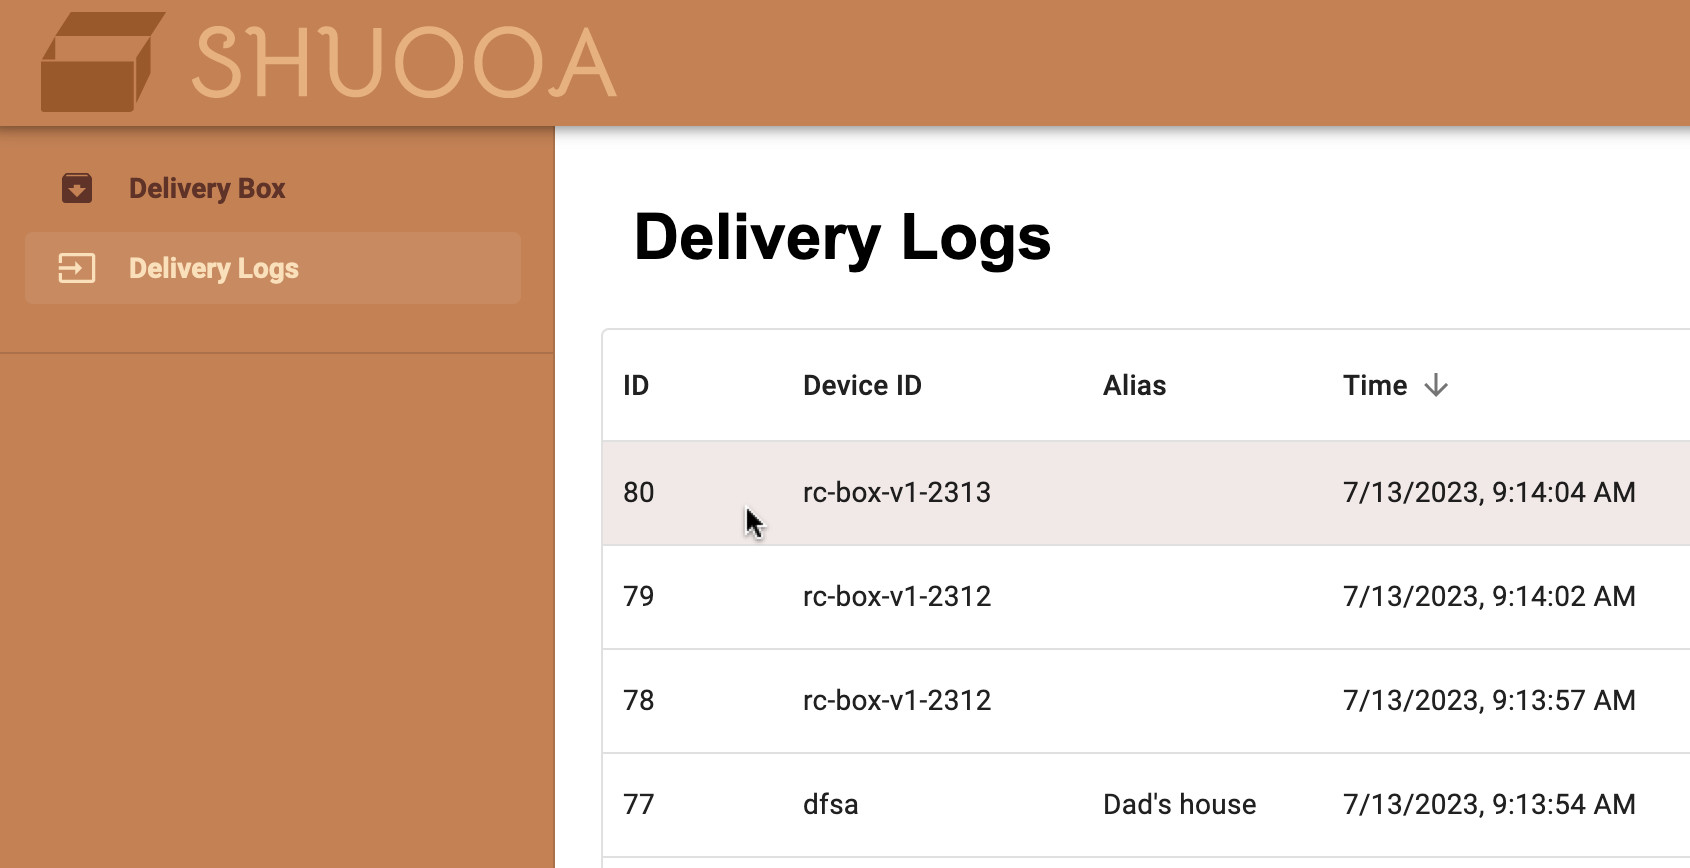 SHUOOA
Delivery Box
Delivery Logs
Delivery Logs
ID Device ID Alias Time
80 rc-box-v1-2313 7/13/2023, 9:14:04 AM
79 rc-box-v1-2312 7/13/2023, 9:14:02 AM
78 rc-box-v1-2312 7/13/2023, 9:13:57 AM
77 dfsa Dad's house 7/13/2023, 9:13:54 AM